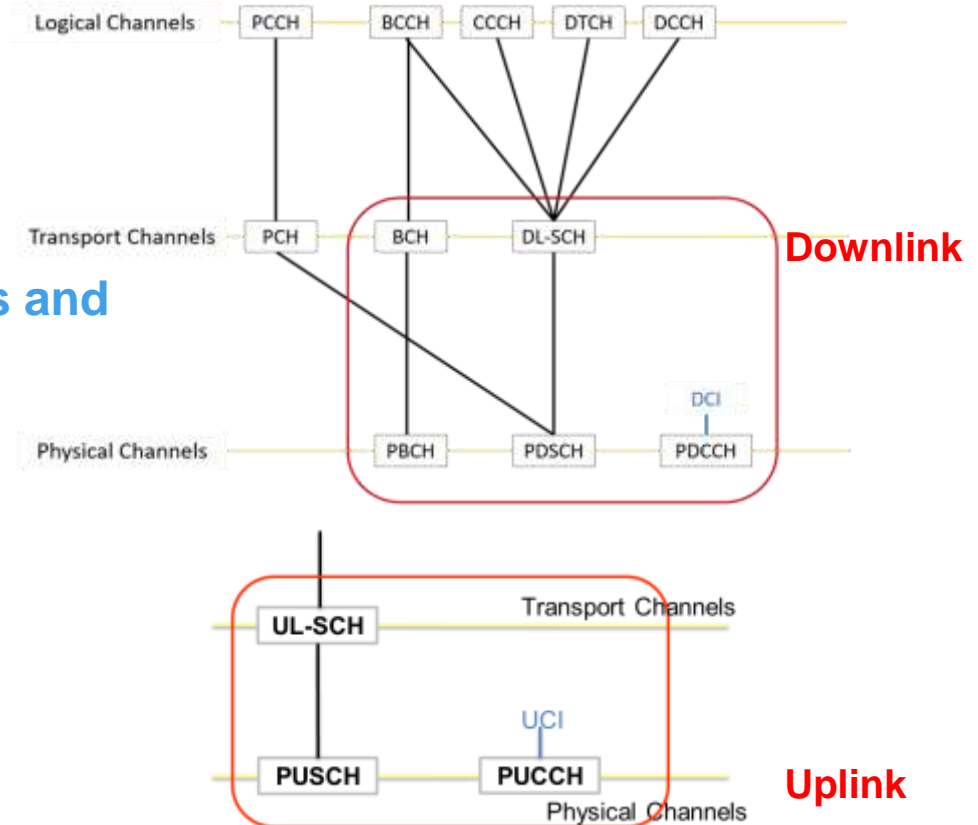 Logical Channels PCCH BCCH CCCH DTCH DCCH
Transport Channels PCH BCH DL-SCH
Downlink
s and
DCI
Physical Channels PBCH PDSCH PDCCH
Transport Channels
UL-SCH
UCI
PUSCH PUCCH
Uplink
Physical Channels